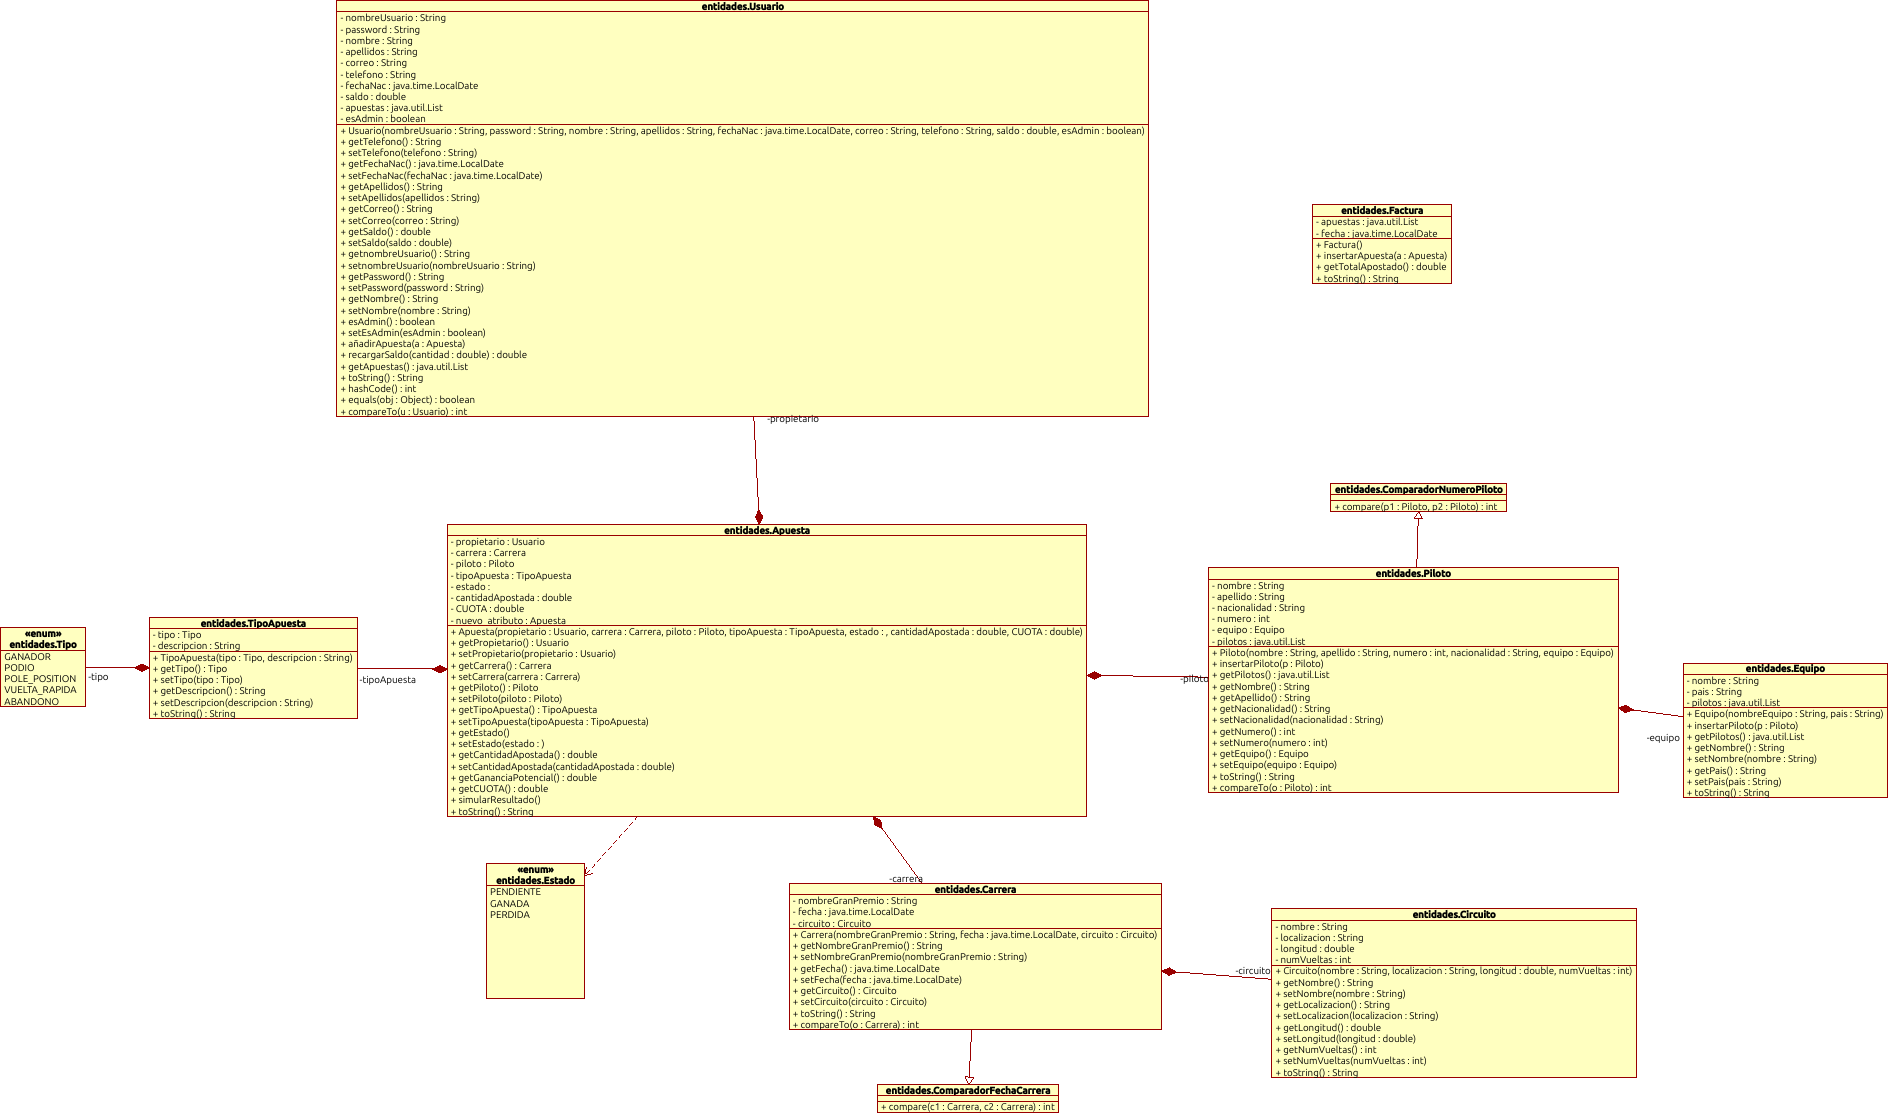 entidades.Usuario
- nombreUsuario : String
- password : String
- nombre : String
- apellidos : String
- correo : String
- telefono : String
- fechaNac : java.time.LocalDate
- saldo : double
- apuestas : java.util.List
- esAdmin : boolean
+ Usuario(nombreUsuario : String, password : String, nombre : String, apellidos : String, fechaNac : java.time.LocalDate, correo : String, telefono : String, saldo : double, esAdmin : boolean)
+ getTelefono() : String
+ setTelefono(telefono : String)
+ getFechaNac() : java.time.LocalDate
+ setFechaNac(fechaNac : java.time.LocalDate)
+ getApellidos() : String
+ setApellidos(apellidos : String)
+ getCorreo() : String
+ setCorreo(correo : String)
+ getSaldo() : double
+ setSaldo(saldo : double)
+ getnombreUsuario() : String
+ setnombreUsuario(nombreUsuario : String)
+ getPassword() : String
+ setPassword(password : String)
+ getNombre() : String
+ setNombre(nombre : String)
+ esAdmin() : boolean
+ setEsAdmin(esAdmin : boolean)
+ añadirApuesta(a : Apuesta)
+ recargarSaldo(cantidad : double) : double
+ getApuestas() : java.util.List
+ toString() : String
+ hashCode() : int
+ equals(obj : Object) : boolean
+ compareTo(u : Usuario) : int
-propietario
entidades.Factura
- apuestas : java.util.List
- fecha : java.time.LocalDate
+ Factura()
+ insertarApuesta(a : Apuesta)
+ getTotalApostado() : double
+ toString() : String
entidades.ComparadorNumeroPiloto
+ compare(p1 : Piloto, p2 : Piloto) : int
«enum»
entidades.Tipo
GANADOR
PODIO
POLE_POSITION
VUELTA_RAPIDA
ABANDONO
-tipo
entidades.TipoApuesta
- tipo : Tipo
- descripcion : String
+ TipoApuesta(tipo : Tipo, descripcion : String)
+ getTipo() : Tipo
+ setTipo(tipo : Tipo)
+ getDescripcion() : String
+ setDescripcion(descripcion : String)
+ toString() : String
-tipoApuesta
entidades.Apuesta
- propietario : Usuario
- carrera : Carrera
- piloto : Piloto
- tipoApuesta : TipoApuesta
- estado :
- cantidadApostada : double
- CUOTA : double
- nuevo_atributo : Apuesta
+ Apuesta(propietario : Usuario, carrera : Carrera, piloto : Piloto, tipoApuesta : TipoApuesta, estado : , cantidadApostada : double, CUOTA : double)
+ getPropietario() : Usuario
+ setPropietario(propietario : Usuario)
+ getCarrera() : Carrera
+ setCarrera(carrera : Carrera)
+ getPiloto() : Piloto
+ setPiloto(piloto : Piloto)
+ getTipoApuesta() : TipoApuesta
+ setTipoApuesta(tipoApuesta : TipoApuesta)
+ getEstado()
+ setEstado(estado : )
+ getCantidadApostada() : double
+ setCantidadApostada(cantidadApostada : double)
+ getGananciaPotencial() : double
+ getCUOTA() : double
+ simularResultado()
+ toString() : String
-piloto
entidades.Piloto
- nombre : String
- apellido : String
- nacionalidad : String
- numero : int
- equipo : Equipo
- pilotos : java.util.List
+ Piloto(nombre : String, apellido : String, numero : int, nacionalidad : String, equipo : Equipo)
+ insertarPiloto(p : Piloto)
+ getPilotos() : java.util.List
+ getNombre() : String
+ getApellido() : String
+ getNacionalidad() : String
+ setNacionalidad(nacionalidad : String)
+ getNumero() : int
+ setNumero(numero : int)
+ getEquipo() : Equipo
+ setEquipo(equipo : Equipo)
+ toString() : String
+ compareTo(o : Piloto) : int
-equipo
entidades.Equipo
- nombre : String
- pais : String
- pilotos : java.util.List
+ Equipo(nombreEquipo : String, pais : String)
+ insertarPiloto(p : Piloto)
+ getPilotos() : java.util.List
+ getNombre() : String
+ setNombre(nombre : String)
+ getPais() : String
+ setPais(pais : String)
+ toString() : String
«enum»
entidades.Estado
PENDIENTE
GANADA
PERDIDA
-carrera
entidades.Carrera
- nombreGranPremio : String
- fecha : java.time.LocalDate
- circuito : Circuito
+ Carrera(nombreGranPremio : String, fecha : java.time.LocalDate, circuito : Circuito)
+ getNombreGranPremio() : String
+ setNombreGranPremio(nombreGranPremio : String)
+ getFecha() : java.time.LocalDate
+ setFecha(fecha : java.time.LocalDate)
+ getCircuito() : Circuito
+ setCircuito(circuito : Circuito)
+ toString() : String
+ compareTo(o : Carrera) : int
-circuito
entidades.Circuito
- nombre : String
- localizacion : String
- longitud : double
- numVueltas : int
+ Circuito(nombre : String, localizacion : String, longitud : double, numVueltas : int)
+ getNombre() : String
+ setNombre(nombre : String)
+ getLocalizacion() : String
+ setLocalizacion(localizacion : String)
+ getLongitud() : double
+ setLongitud(longitud : double)
+ getNumVueltas() : int
+ setNumVueltas(numVueltas : int)
+ toString() : String
entidades.ComparadorFechaCarrera
+ compare(c1 : Carrera, c2 : Carrera) : int